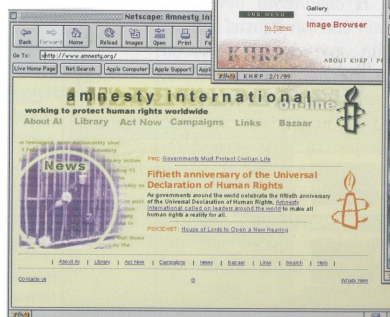 Netscape: Amnesty In
Back
Forward
Home
Reload
Images
Open
Print
Go To: http://www.amnesty.org/
Live Home Page
Net Search
Apple Computer
Apple Support
SUB MENU
No Frames
Gallery
Image Browser
KHRP
ABOUT KHRP
KHRP : 2/1/99
amnesty international
on-line
working to protect human rights worldwide
About AI Library Act Now Campaigns Links Bazaar
News
Governments Must Protect Civilian Life
Fiftieth anniversary of the Universal
Declaration of Human Rights
As governments around the world celebrate the fiftieth anniversary
of the Universal Declaration of Human Rights, Amnesty
International called on leaders around the world to make all
human rights a reality for all.
PINOCHET: House of Lords to Open a New Hearing
| About AI | Library | Act Now | Campaigns | News | Bazaar | Links | Search | Help |
Contacts us
©
Whats New